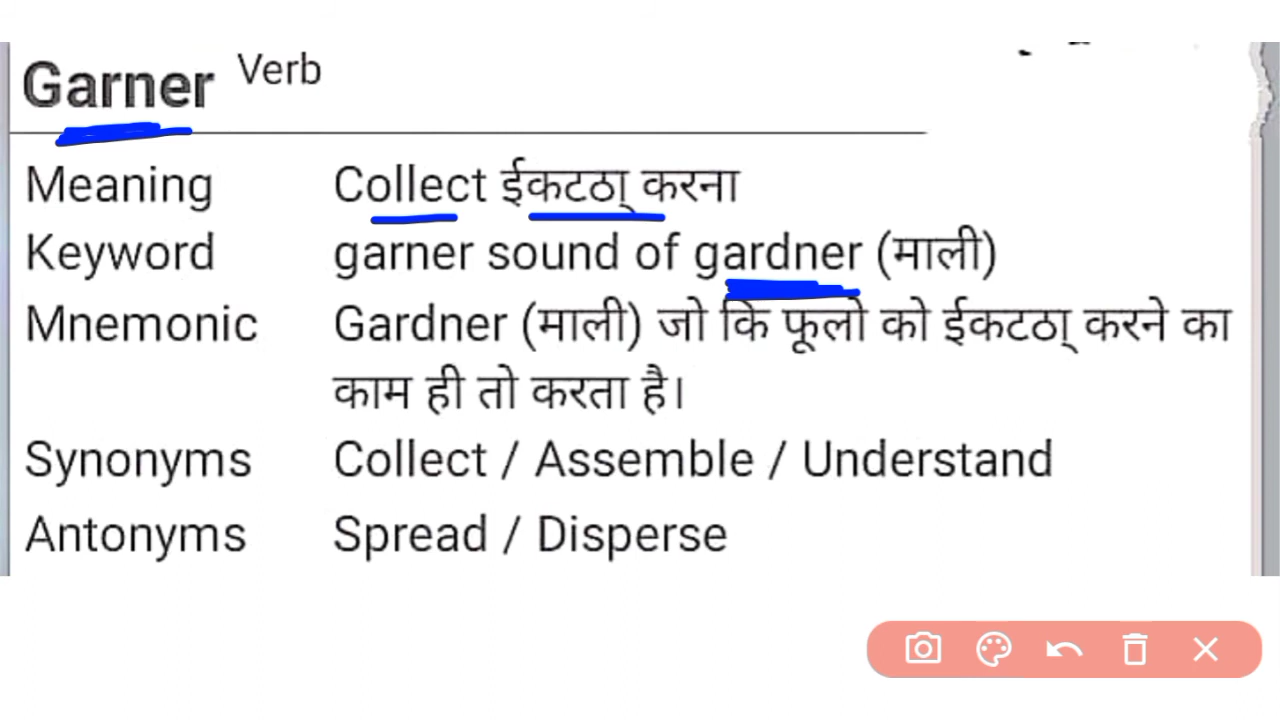 Garner Verb
Meaning Collect ईकटठा् करना
Keyword garner sound of gardner (माली)
Mnemonic Gardner (माली) जो कि फूलो को ईकटठा् करने का
काम ही तो करता है।
Synonyms Collect / Assemble / Understand
Antonyms Spread / Disperse